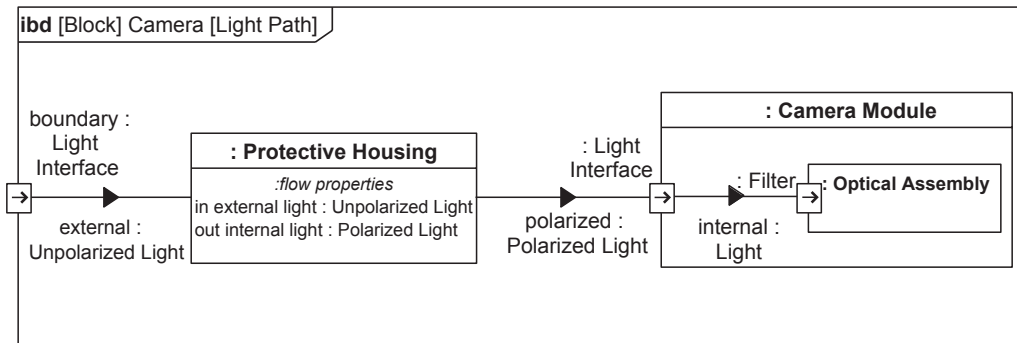 ibd [Block] Camera [Light Path]
boundary :
Light
Interface
external :
Unpolarized Light
: Protective Housing
:flow properties
in external light : Unpolarized Light
out internal light : Polarized Light
: Light
Interface
polarized :
Polarized Light
: Camera Module
: Filter
internal :
Light
: Optical Assembly